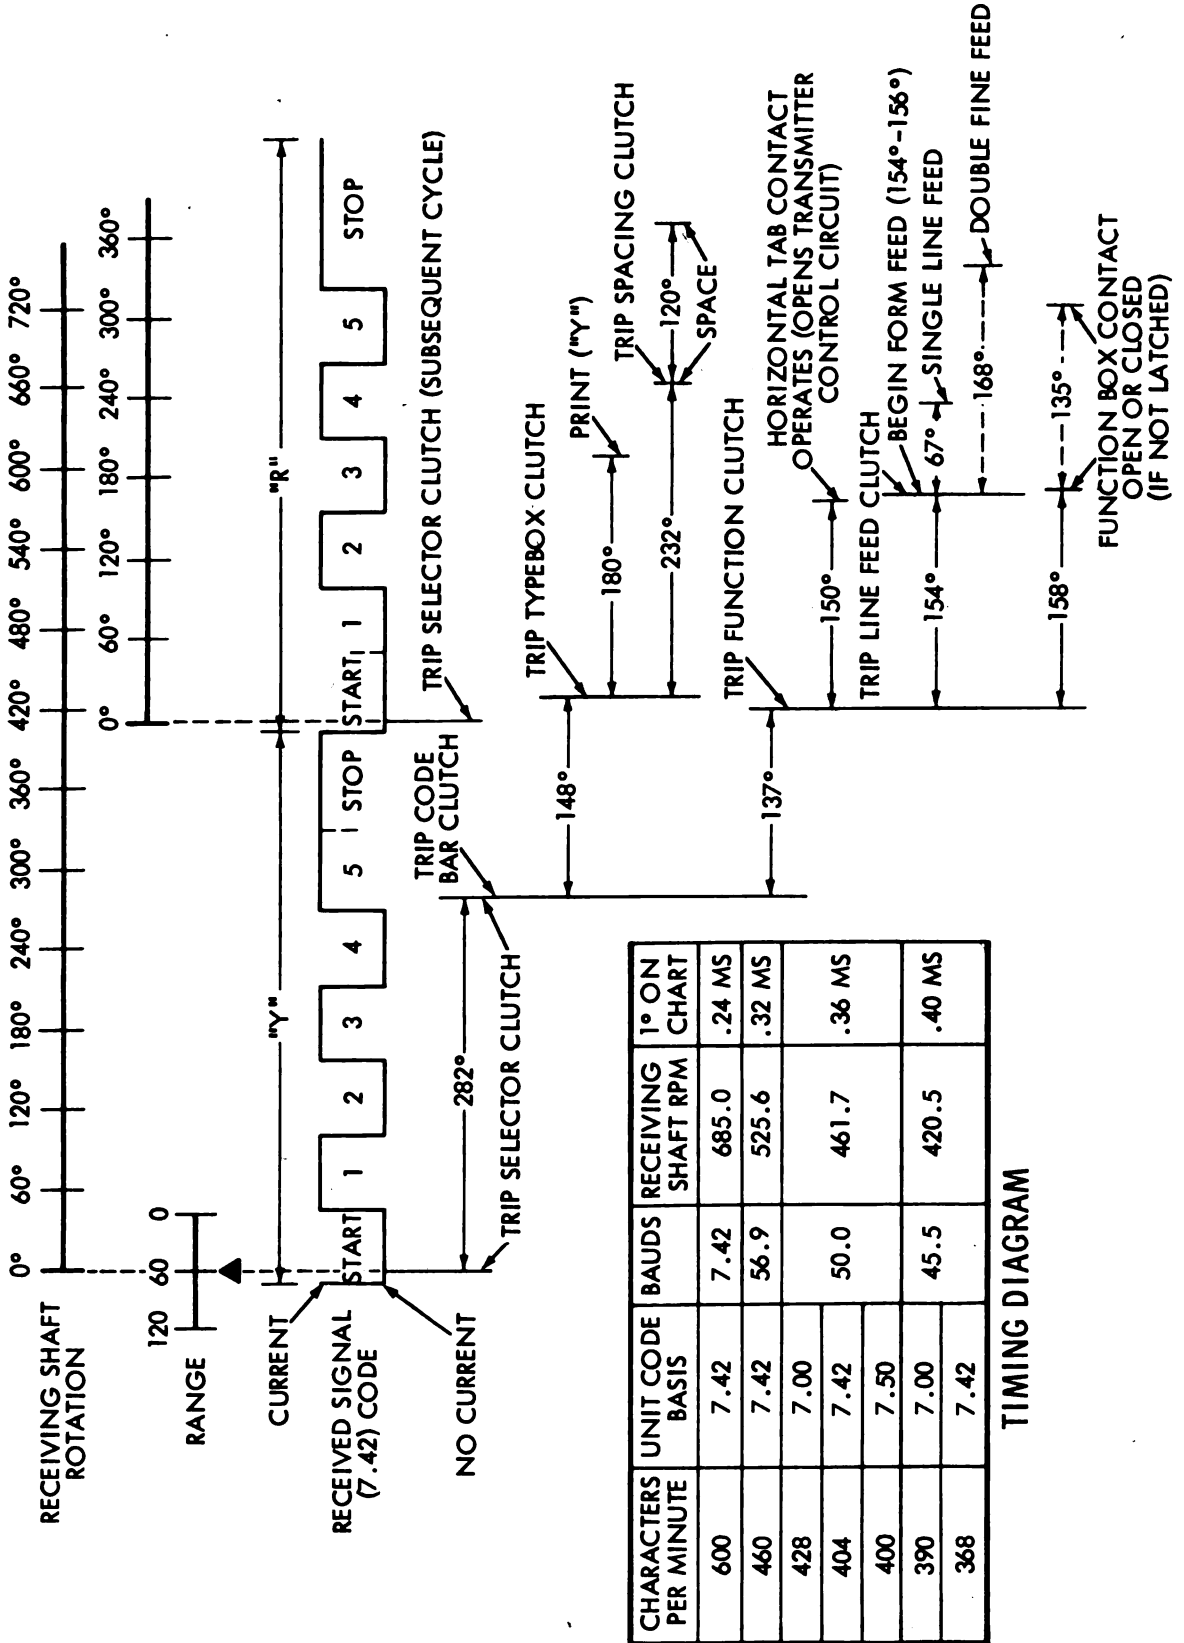 RECEIVING SHAFT
ROTATION
0° 60° 120° 180° 240° 300° 360° 420° 480° 540° 600° 660° 720°
0° 60° 120° 180° 240° 300° 360°
120 60 0
RANGE
"Y" "R"
CURRENT
RECEIVED SIGNAL
(7.42) CODE
START 1 2 3 4 5 STOP START 1 2 3 4 5 STOP
NO CURRENT
TRIP SELECTOR CLUTCH (SUBSEQUENT CYCLE)
TRIP CODE
BAR CLUTCH
282°
TRIP SELECTOR CLUTCH
TRIP TYPEBOX CLUTCH
148°
PRINT ("Y")
180°
TRIP SPACING CLUTCH
232° 120°
SPACE
TRIP FUNCTION CLUTCH
137°
HORIZONTAL TAB CONTACT
OPERATES (OPENS TRANSMITTER
CONTROL CIRCUIT)
150°
TRIP LINE FEED CLUTCH
BEGIN FORM FEED (154°-156°)
154° 67° SINGLE LINE FEED
168° DOUBLE FINE FEED
158° 135°
FUNCTION BOX CONTACT
OPEN OR CLOSED
(IF NOT LATCHED)
CHARACTERS PER MINUTE UNIT CODE BASIS BAUDS RECEIVING SHAFT RPM 1° ON CHART
600 7.42 7.42 685.0 .24 MS
460 7.42 56.9 525.6 .32 MS
428 7.00
404 7.42 50.0 461.7 .36 MS
400 7.50
390 7.00 45.5 420.5 .40 MS
368 7.42
TIMING DIAGRAM